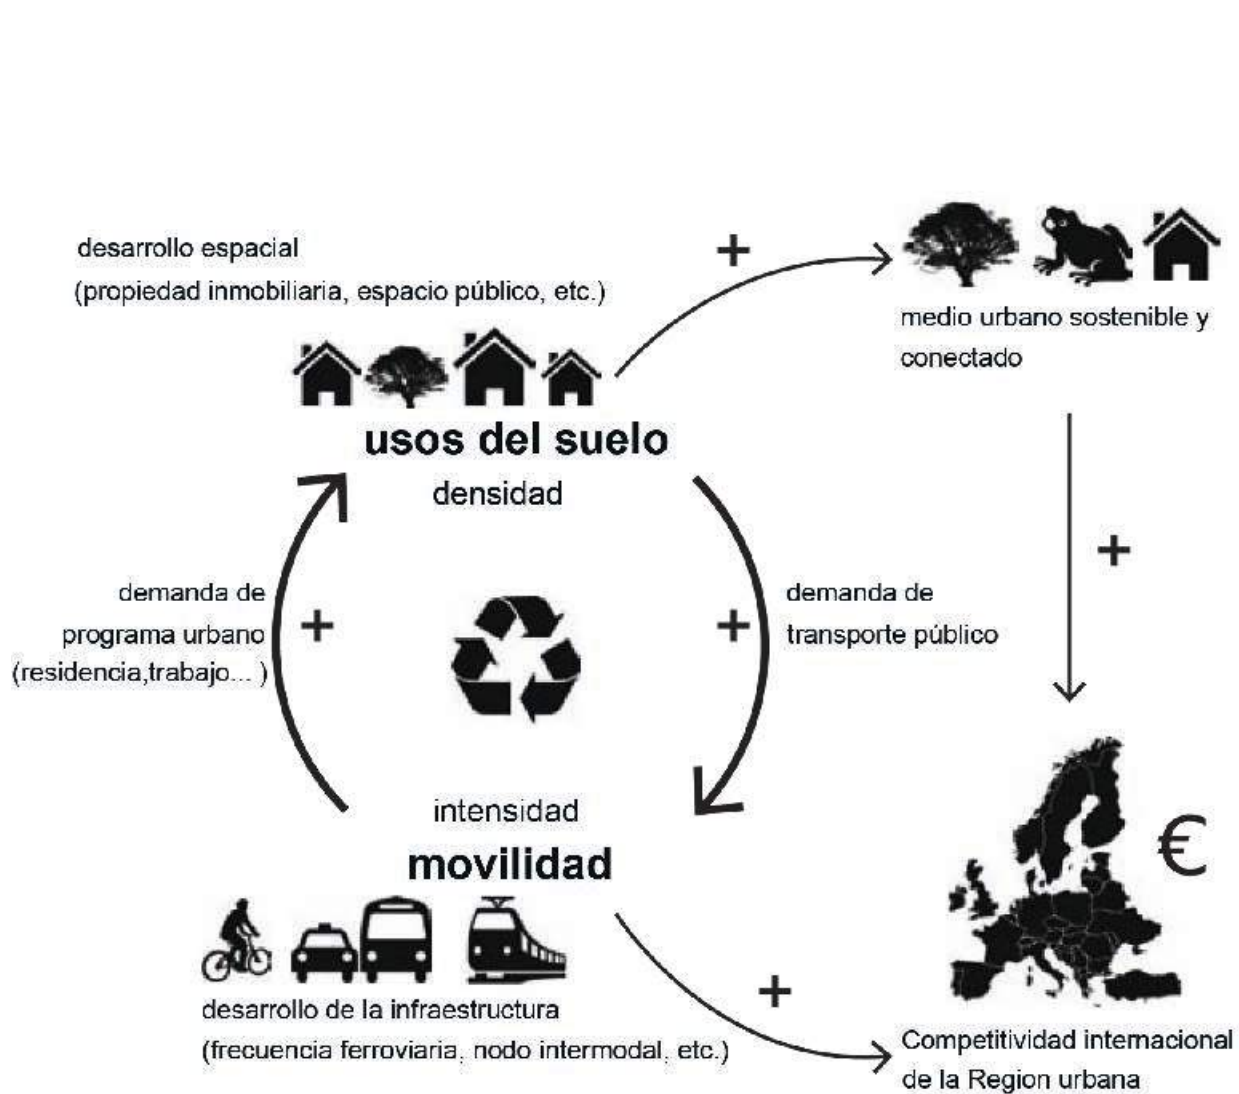 desarrollo espacial
(propiedad inmobiliaria, espacio público, etc.)
+
medio urbano sostenible y
conectado
usos del suelo
densidad
+
demanda de
programa urbano
(residencia,trabajo... )
+
+
demanda de
transporte público
intensidad
movilidad
€
desarrollo de la infraestructura
(frecuencia ferroviaria, nodo intermodal, etc.)
+
Competitividad internacional
de la Region urbana